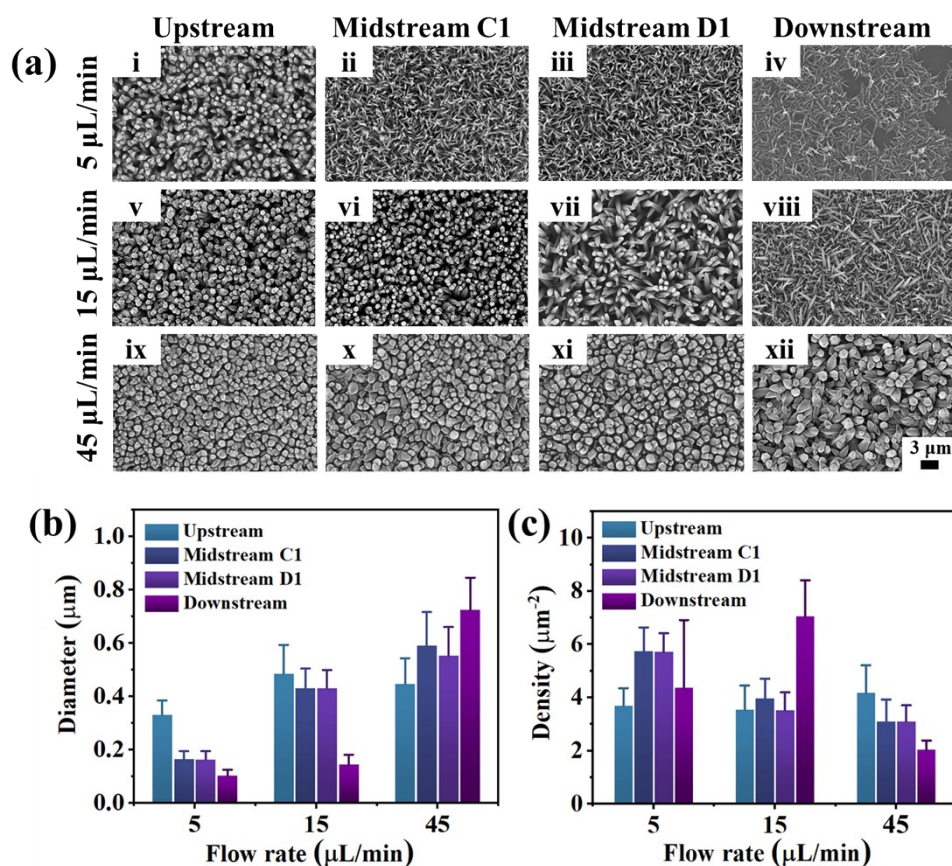 Upstream Midstream C1 Midstream D1 Downstream
(a)
5 µL/min
i ii iii iv
15 µL/min
v vi vii viii
45 µL/min
ix x xi xii
3 µm
(b)
Upstream
Midstream C1
Midstream D1
Downstream
Diameter (µm)
1.0
0.8
0.6
0.4
0.2
0.0
5 15 45
Flow rate (µL/min)
(c)
Upstream
Midstream C1
Midstream D1
Downstream
Density (µm⁻²)
10
8
6
4
2
0
5 15 45
Flow rate (µL/min)